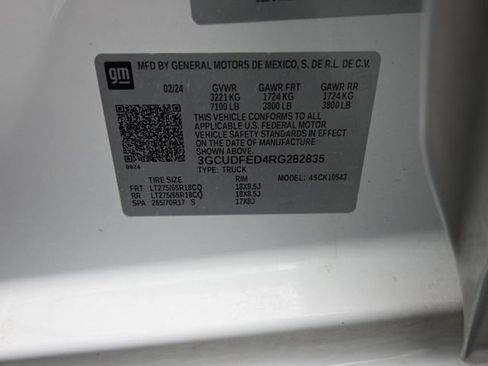 gm MFD BY GENERAL MOTORS DE MEXICO, S. DE R.L. DE C.V.
02/24 GVWR GAWR FRT GAWR RR
3221 KG 1724 KG 1724 KG
7100 LB 3800 LB 3800 LB
THIS VEHICLE CONFORMS TO ALL APPLICABLE
U.S. FEDERAL MOTOR
VEHICLE SAFETY STANDARDS IN EFFECT
ON THE DATE OF MANUFACTURE SHOWN ABOVE.
3GCUDFED4RG282835
TYPE: TRUCK
TIRE SIZE RIM MODEL: 4SCK10543
FRT LT275/65R18CQ 18X8.5J
RR LT275/65R18CQ 18X8.5J
SPA 265/70R17 S 17X8J